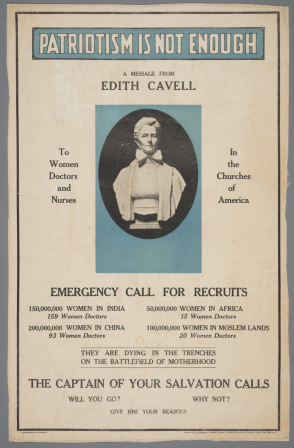 PATRIOTISM IS NOT ENOUGH
A MESSAGE FROM
EDITH CAVELL
To
Women
Doctors
and
Nurses
In
the
Churches
of
America
EMERGENCY CALL FOR RECRUITS
150,000,000 WOMEN IN INDIA
159 Women Doctors
50,000,000 WOMEN IN AFRICA
15 Women Doctors
200,000,000 WOMEN IN CHINA
93 Women Doctors
100,000,000 WOMEN IN MOSLEM LANDS
20 Women Doctors
THEY ARE DYING IN THE TRENCHES
ON THE BATTLEFIELD OF MOTHERHOOD
THE CAPTAIN OF YOUR SALVATION CALLS
WILL YOU GO?
WHY NOT?
GIVE HIM YOUR REASONS